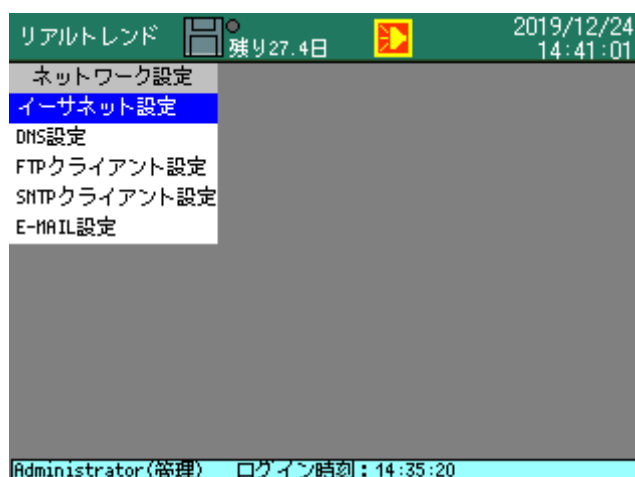 リアルトレンド 残り27.4日 2019/12/24
14:41:01
ネットワーク設定
イーサネット設定
DNS設定
FTPクライアント設定
SNTPクライアント設定
E-MAIL設定
Administrator(管理) ログイン時刻：14:35:20